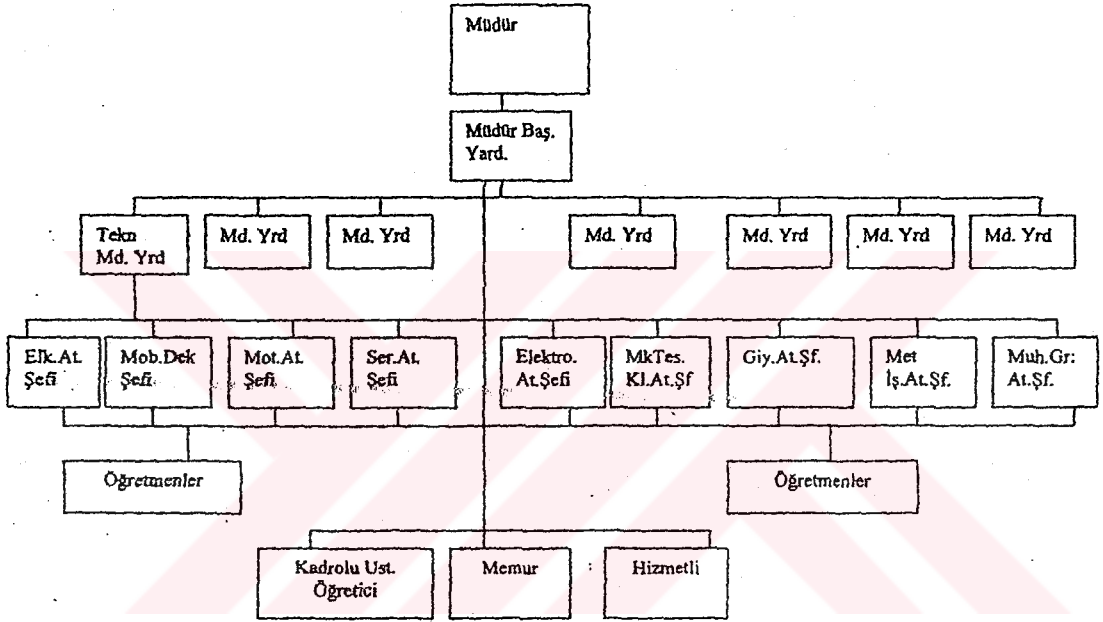 Müdür
Müdür Baş.
Yard.
Tekn
Md. Yrd
Md. Yrd
Md. Yrd
Md. Yrd
Md. Yrd
Md. Yrd
Md. Yrd
Elk.At.
Şefi
Mob.Dek
Şefi
Mot.At.
Şefi
Ser.At.
Şefi
Elektro.
At.Şefi
MkTes.
Kl.At.Şf
Giy.At.Şf.
Met
İş.At.Şf.
Muh.Gr:
At.Şf.
Öğretmenler
Öğretmenler
Kadrolu Ust.
Öğretici
Memur
Hizmetli